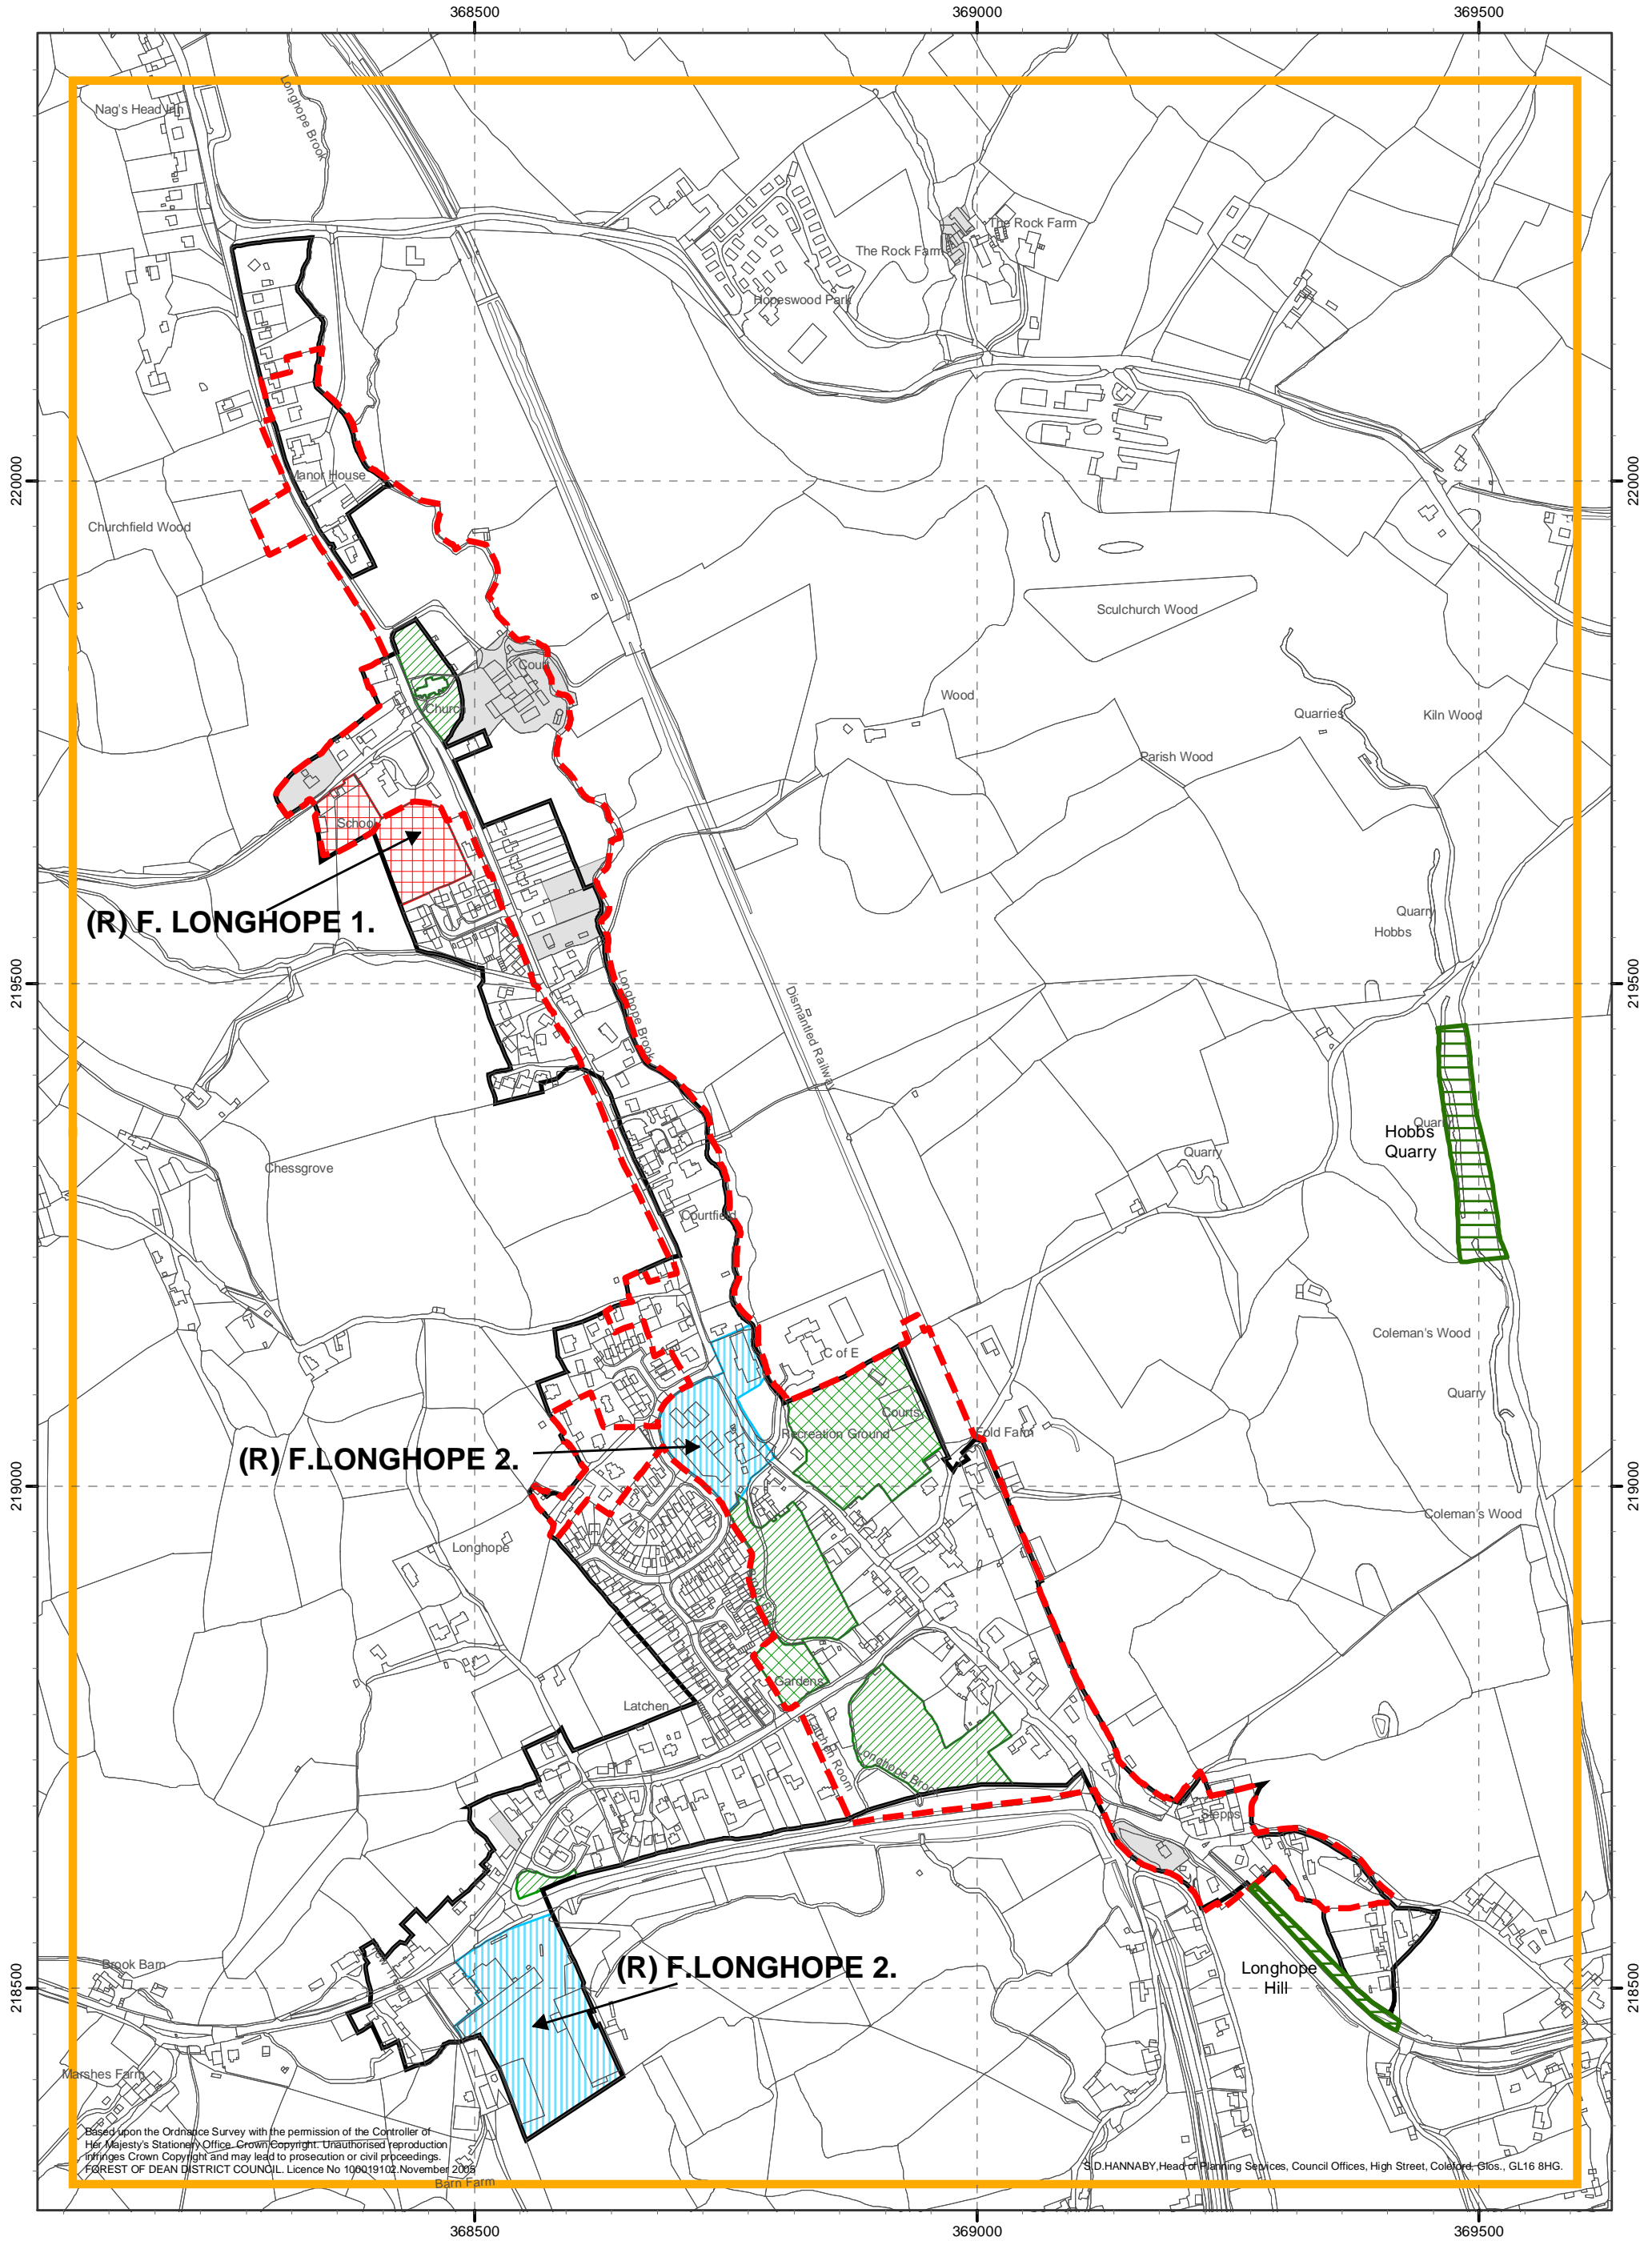 368500
369000
369500
Nag's Head Inn
Longhope Brook
The Rock Farm
The Rock Farm
Hopeswood Park
220000
220000
Manor House
Churchfield Wood
Sculchurch Wood
Court
Church
Wood
Quarries
Kiln Wood
Parish Wood
School
(R) F. LONGHOPE 1.
Quarry
Hobbs
219500
219500
Longhope Brook
Dismantled Railway
Quarry
Hobbs
Quarry
Quarry
Chessgrove
Courtfield
Coleman's Wood
C of E
Quarry
Courts
Recreation Ground
Fold Farm
(R) F.LONGHOPE 2.
219000
219000
Coleman's Wood
Longhope
Gardens
Latchen
Latchen Room
Longhope Brook
Stepps
(R) F.LONGHOPE 2.
Brook Barn
Longhope
Hill
218500
218500
Marshes Farm
Based upon the Ordnance Survey with the permission of the Controller of
Her Majesty's Stationery Office. Crown Copyright. Unauthorised reproduction
infringes Crown Copyright and may lead to prosecution or civil proceedings.
FOREST OF DEAN DISTRICT COUNCIL. Licence No 100019102.November 2005
S.D.HANNABY,Head of Planning Services, Council Offices, High Street, Coleford, Glos., GL16 8HG.
Barn Farm
368500
369000
369500